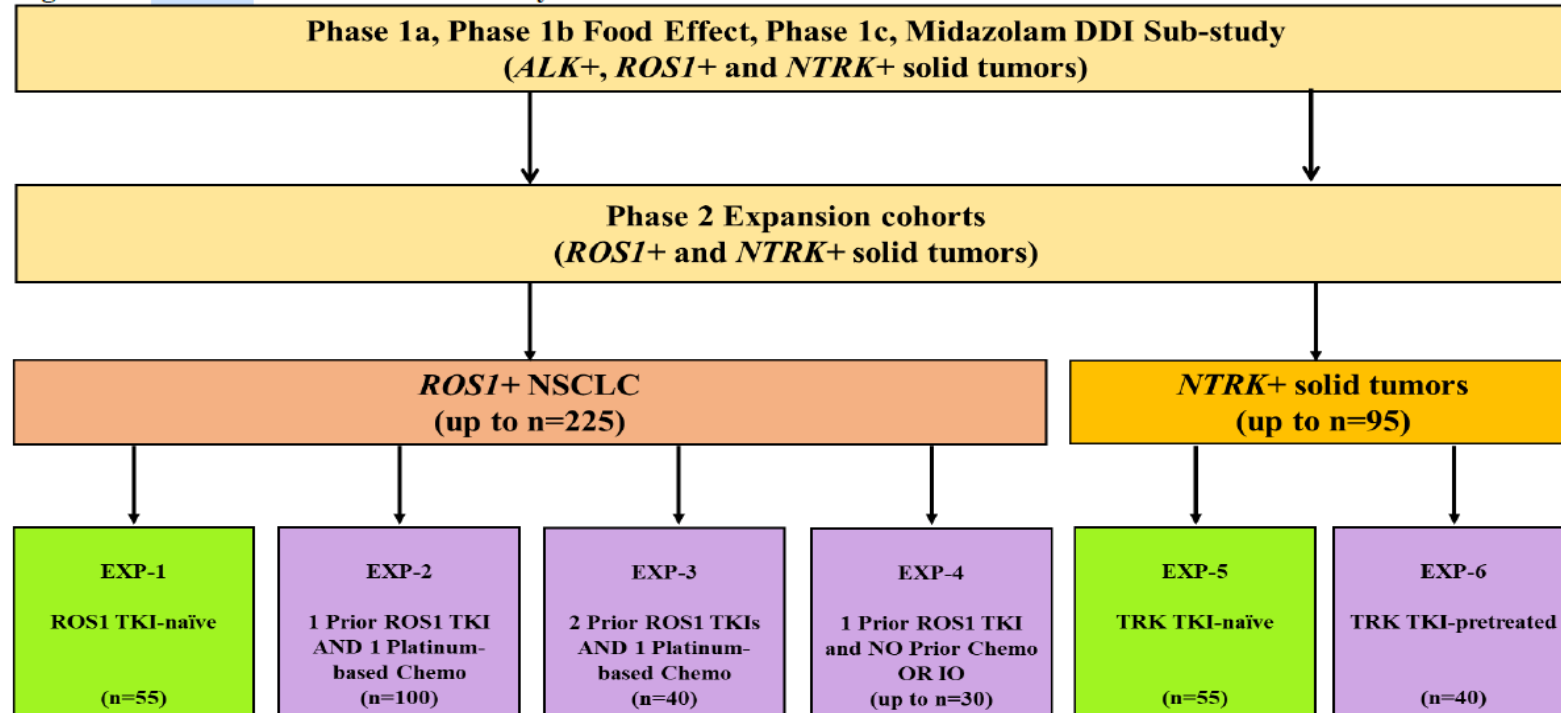 Phase 1a, Phase 1b Food Effect, Phase 1c, Midazolam DDI Sub-study
(ALK+, ROS1+ and NTRK+ solid tumors)
Phase 2 Expansion cohorts
(ROS1+ and NTRK+ solid tumors)
ROS1+ NSCLC
(up to n=225)
NTRK+ solid tumors
(up to n=95)
EXP-1
ROS1 TKI-naïve
(n=55)
EXP-2
1 Prior ROS1 TKI
AND 1 Platinum-
based Chemo
(n=100)
EXP-3
2 Prior ROS1 TKIs
AND 1 Platinum-
based Chemo
(n=40)
EXP-4
1 Prior ROS1 TKI
and NO Prior Chemo
OR IO
(up to n=30)
EXP-5
TRK TKI-naïve
(n=55)
EXP-6
TRK TKI-pretreated
(n=40)